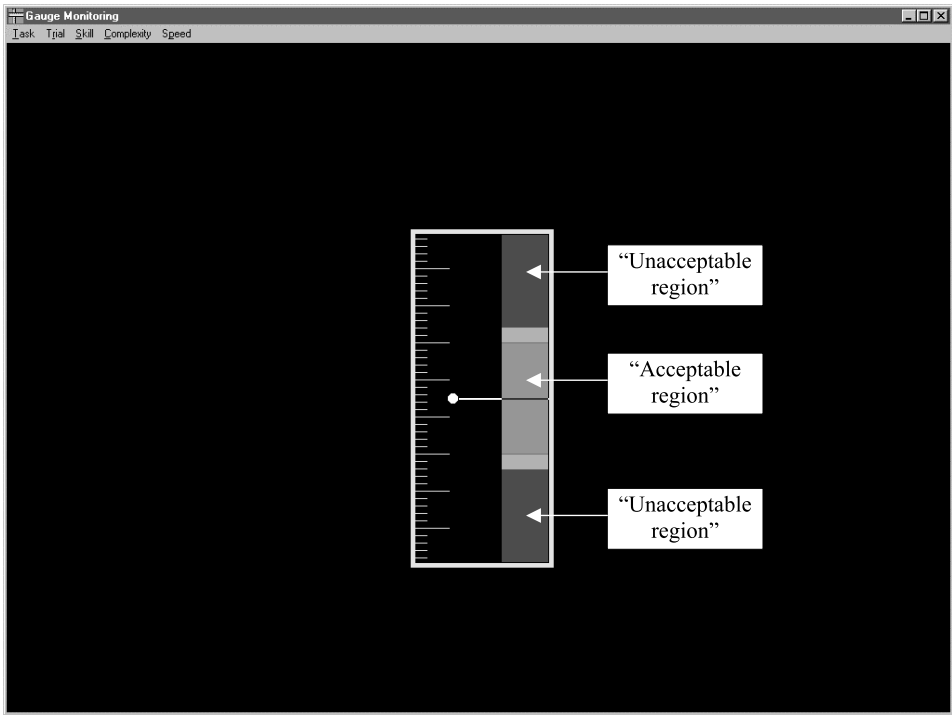 Gauge Monitoring
Task Trial Skill Complexity Speed
“Unacceptable
region”
“Acceptable
region”
“Unacceptable
region”